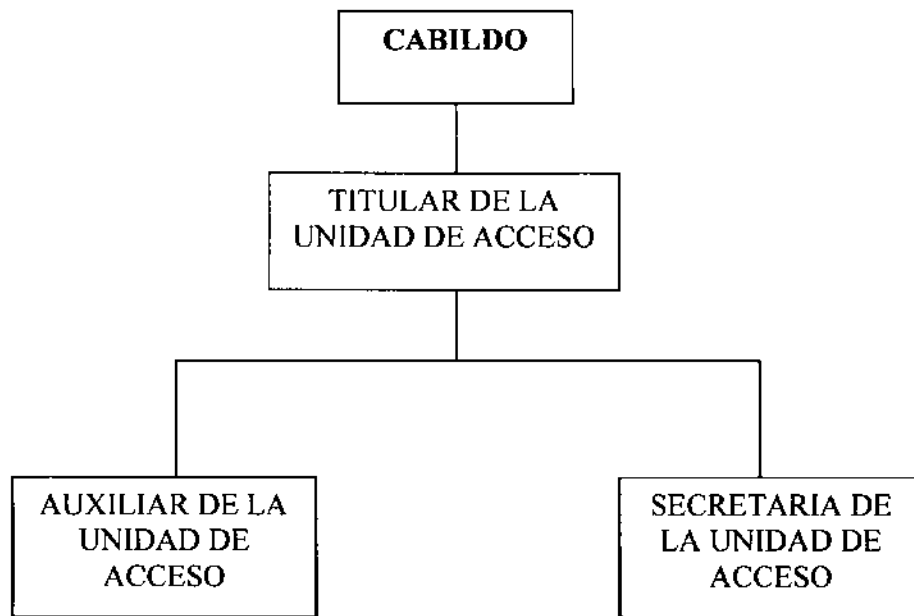 CABILDO
TITULAR DE LA
UNIDAD DE ACCESO
AUXILIAR DE LA
UNIDAD DE
ACCESO
SECRETARIA DE
LA UNIDAD DE
ACCESO